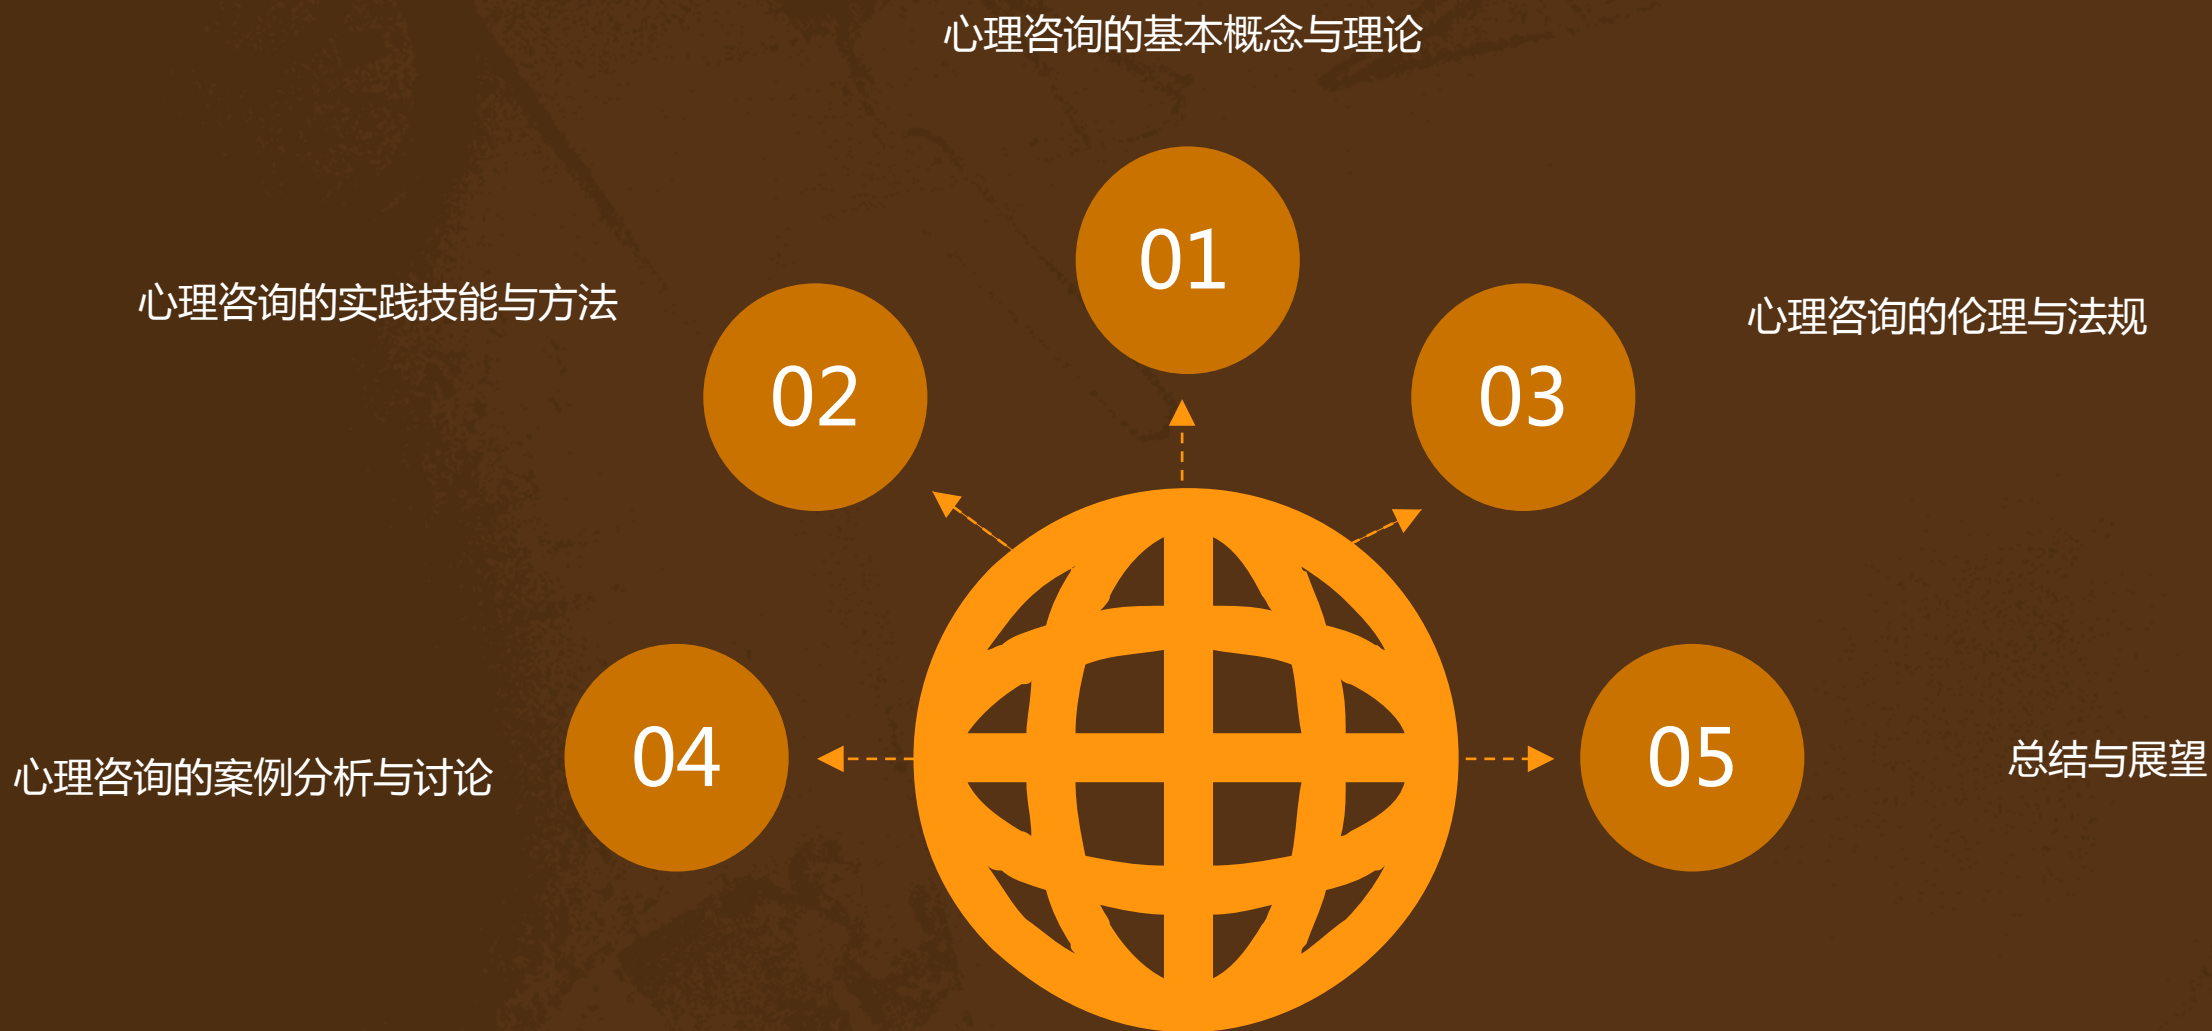 心理咨询的基本概念与理论
01
心理咨询的实践技能与方法
02
03
心理咨询的伦理与法规
心理咨询的案例分析与讨论
04
05
总结与展望